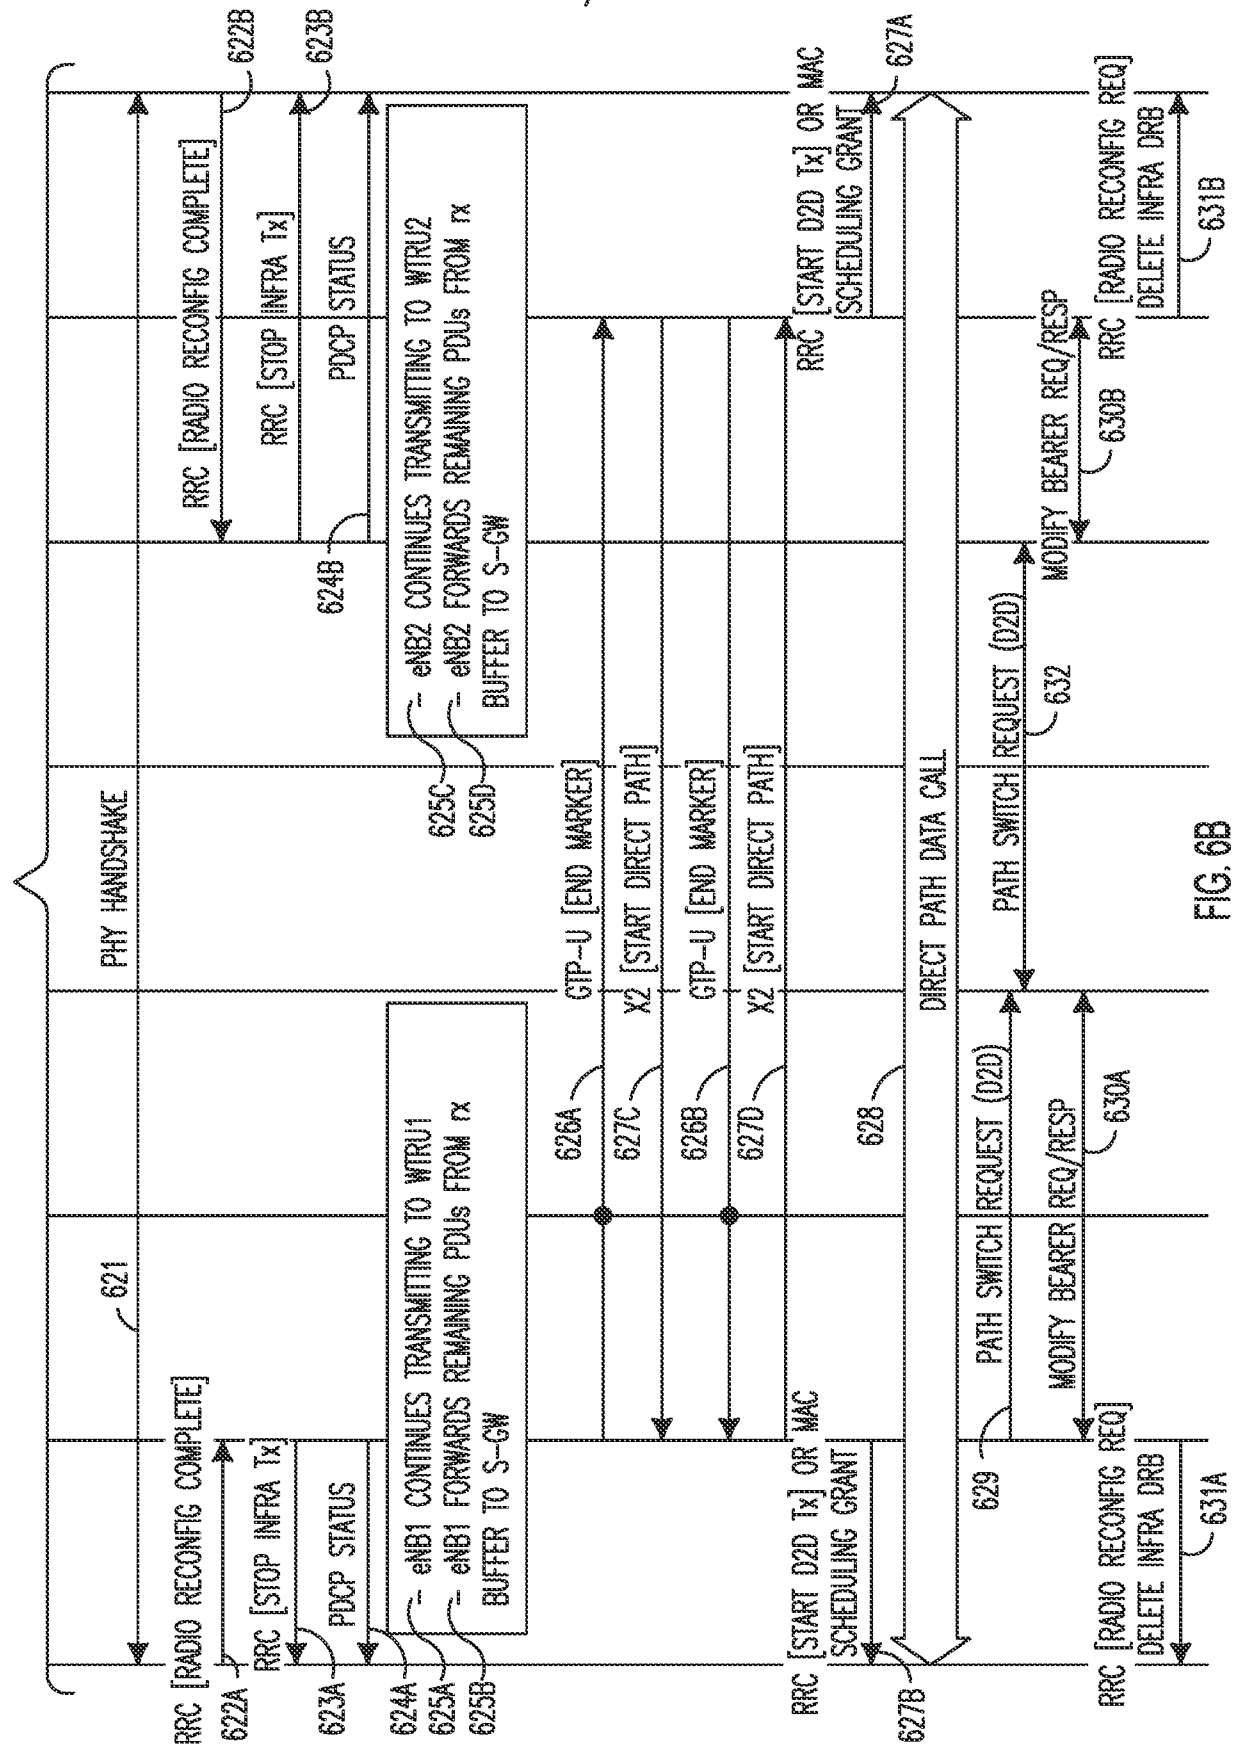 PHY HANDSHAKE
621
RRC [RADIO RECONFIG COMPLETE]
622A
RRC [RADIO RECONFIG COMPLETE]
622B
RRC [STOP INFRA Tx]
623A
RRC [STOP INFRA Tx]
623B
PDCP STATUS
624A
PDCP STATUS
624B
– eNB1 CONTINUES TRANSMITTING TO WTRU1
– eNB1 FORWARDS REMAINING PDUs FROM rx
BUFFER TO S–GW
625A
625B
– eNB2 CONTINUES TRANSMITTING TO WTRU2
– eNB2 FORWARDS REMAINING PDUs FROM rx
BUFFER TO S–GW
625C
625D
626A
GTP–U [END MARKER]
627C
X2 [START DIRECT PATH]
626B
GTP–U [END MARKER]
627D
X2 [START DIRECT PATH]
RRC [START D2D Tx] OR MAC
SCHEDULING GRANT
627B
RRC [START D2D Tx] OR MAC
SCHEDULING GRANT
627A
628
DIRECT PATH DATA CALL
629
PATH SWITCH REQUEST (D2D)
PATH SWITCH REQUEST (D2D)
632
MODIFY BEARER REQ/RESP
630A
MODIFY BEARER REQ/RESP
630B
RRC [RADIO RECONFIG REQ]
DELETE INFRA DRB
631A
RRC [RADIO RECONFIG REQ]
DELETE INFRA DRB
631B
FIG. 6B